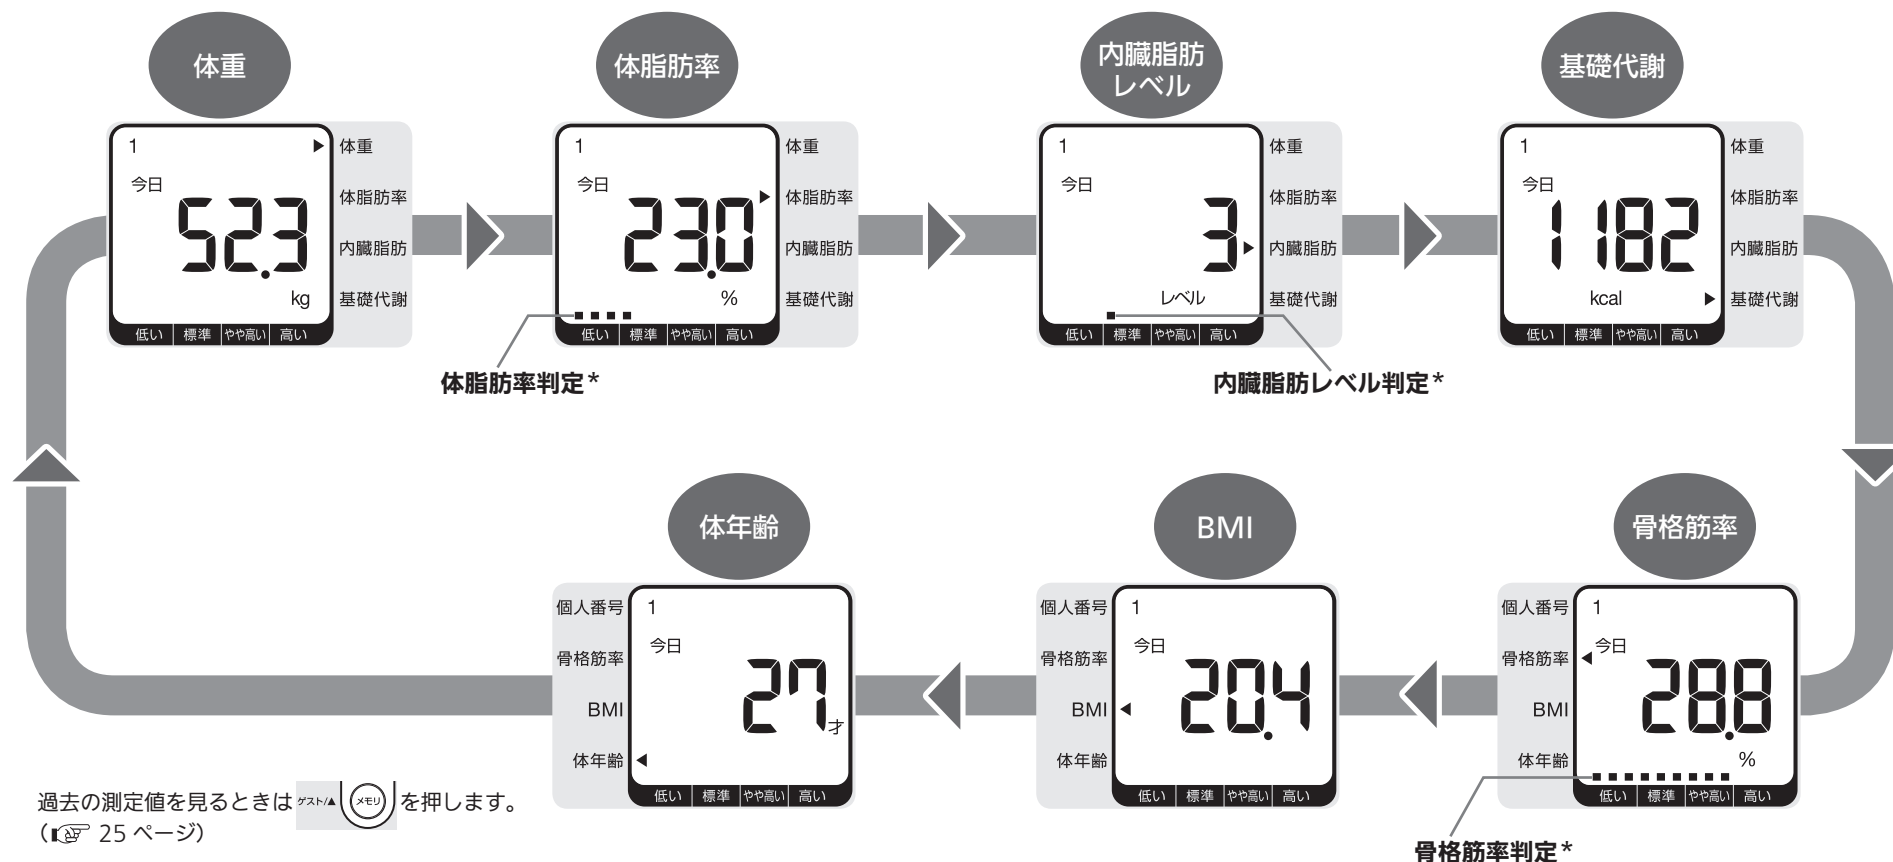 体重
1
体重
今日
体脂肪率
52.3
内臓脂肪
kg
基礎代謝
低い 標準 やや高い 高い
体脂肪率
1
体重
今日
体脂肪率
23.0
内臓脂肪
%
基礎代謝
低い 標準 やや高い 高い
体脂肪率判定*
内臓脂肪
レベル
1
体重
今日
体脂肪率
3
内臓脂肪
レベル
基礎代謝
低い 標準 やや高い 高い
内臓脂肪レベル判定*
基礎代謝
1
体重
今日
体脂肪率
1182
内臓脂肪
kcal
基礎代謝
低い 標準 やや高い 高い
骨格筋率
個人番号
1
今日
骨格筋率
28.8
BMI
体年齢
%
低い 標準 やや高い 高い
骨格筋率判定*
BMI
個人番号
1
今日
骨格筋率
20.4
BMI
体年齢
低い 標準 やや高い 高い
体年齢
個人番号
1
今日
骨格筋率
27才
BMI
体年齢
低い 標準 やや高い 高い
過去の測定値を見るときは ゲスト/▲ メモリ を押します。
(☞ 25 ページ)